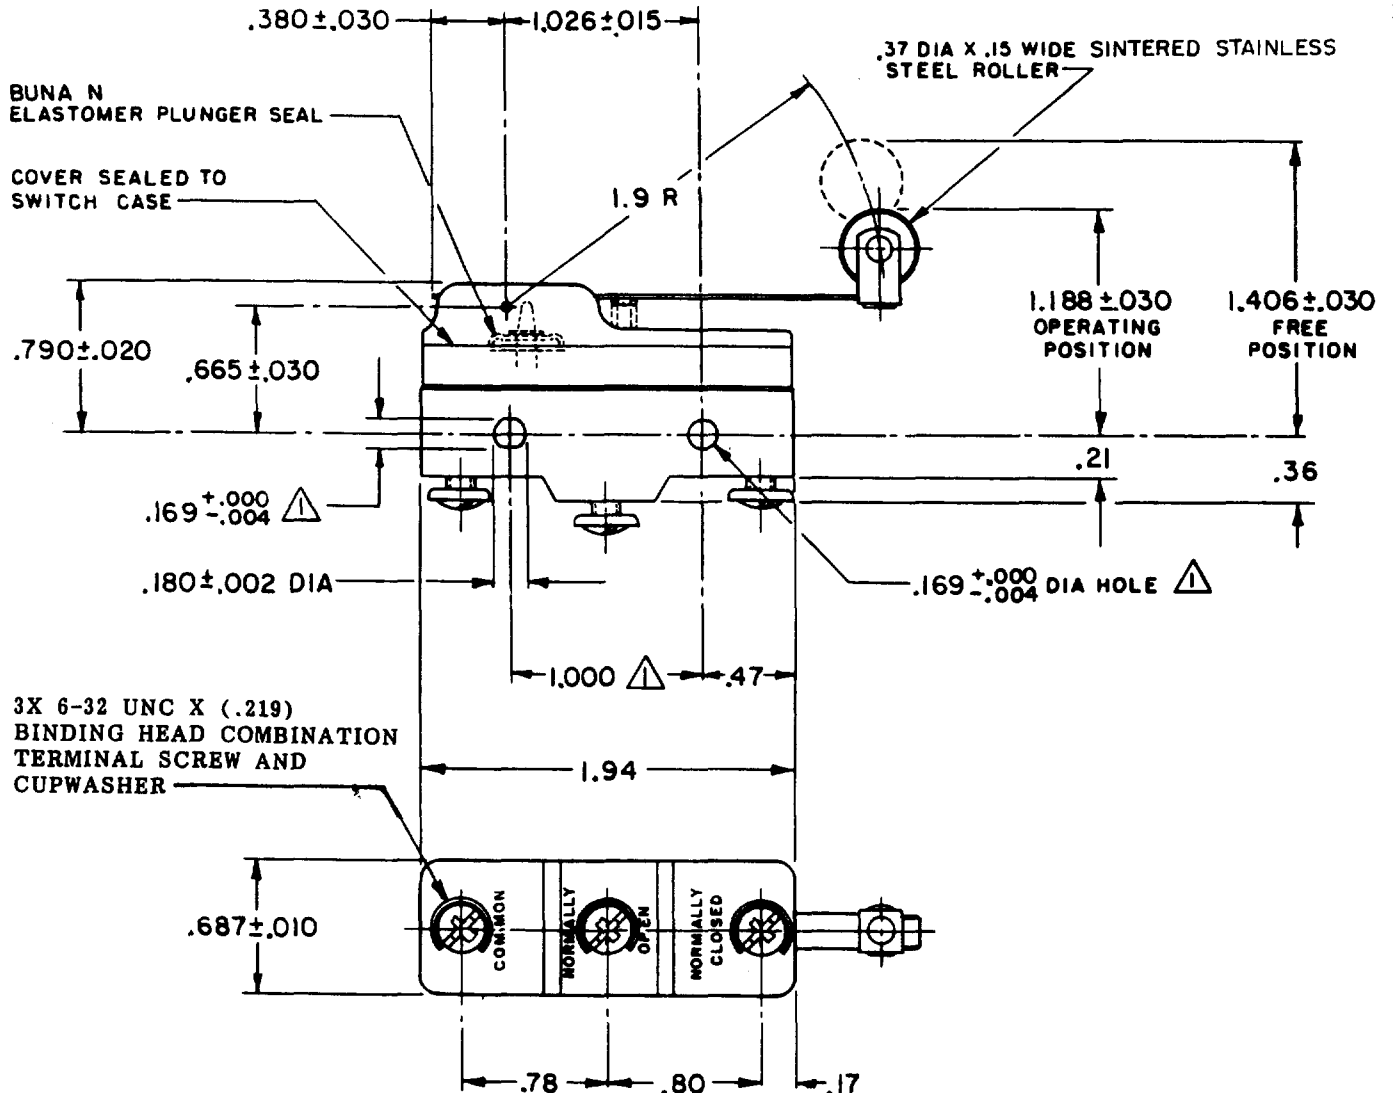 .380±.030
1.026±.015
.37 DIA X .15 WIDE SINTERED STAINLESS
STEEL ROLLER
BUNA N
ELASTOMER PLUNGER SEAL
COVER SEALED TO
SWITCH CASE
1.9 R
1.188±.030
OPERATING
POSITION
1.406±.030
FREE
POSITION
.790±.020
.665±.030
.21
.36
.169 +.000 -.004 1
.180±.002 DIA
.169 +.000 -.004 DIA HOLE 1
1.000 1
.47
3X 6-32 UNC X (.219)
BINDING HEAD COMBINATION
TERMINAL SCREW AND
CUPWASHER
1.94
.687±.010
COMMON
NORMALLY
OPEN
NORMALLY
CLOSED
.78
.80
.17